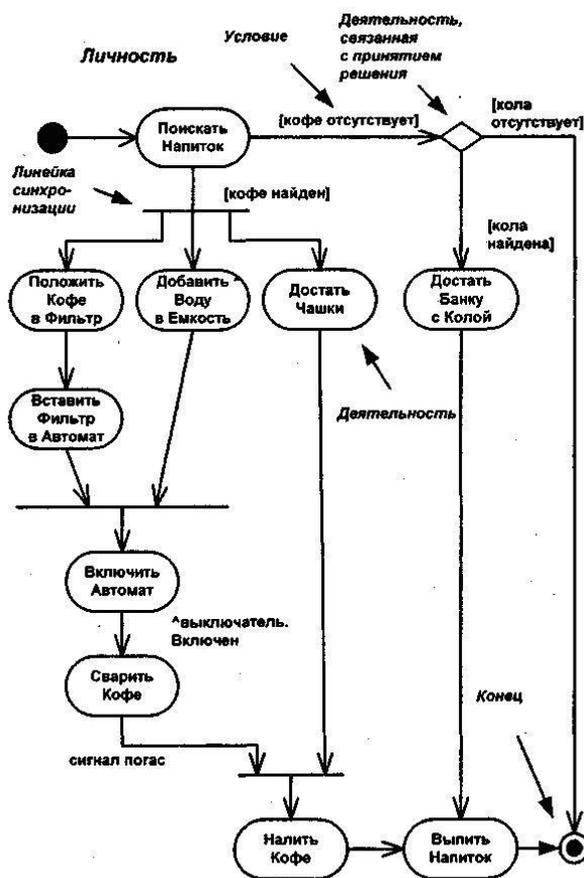 Условие
Деятельность,
связанная
с принятием
решения
Личность
[кола
отсутствует]
[кофе отсутствует]
Поискать
Напиток
Линейка
синхро-
низации
[кофе найден]
[кола
найдена]
Положить
Кофе
в Фильтр
Добавить
Воду
в Емкость
Достать
Чашки
Достать
Банку
с Колой
Вставить
Фильтр
в Автомат
Деятельность
Включить
Автомат
^выключатель.
Включен
Сварить
Кофе
Конец
сигнал погас
Налить
Кофе
Выпить
Напиток